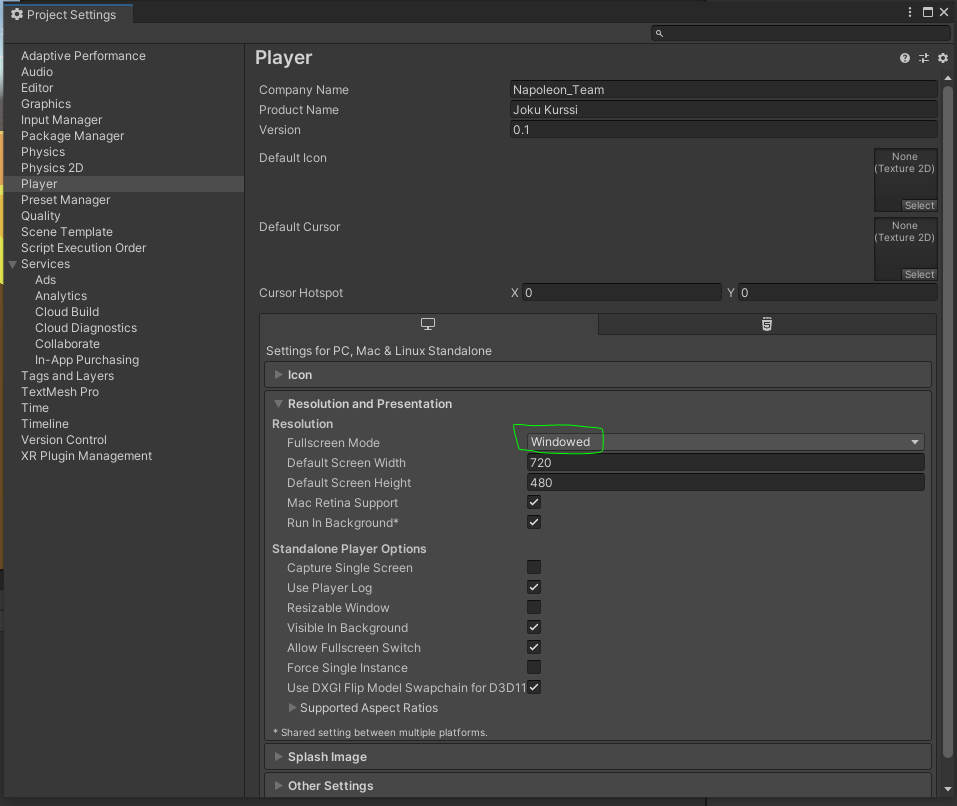 Project Settings
Adaptive Performance
Audio
Editor
Graphics
Input Manager
Package Manager
Physics
Physics 2D
Player
Preset Manager
Quality
Scene Template
Script Execution Order
Services
Ads
Analytics
Cloud Build
Cloud Diagnostics
Collaborate
In-App Purchasing
Tags and Layers
TextMesh Pro
Time
Timeline
Version Control
XR Plugin Management
Player
Company Name Napoleon_Team
Product Name Joku Kurssi
Version 0.1
Default Icon
None
(Texture 2D)
Select
Default Cursor
None
(Texture 2D)
Select
Cursor Hotspot X 0 Y 0
Settings for PC, Mac & Linux Standalone
Icon
Resolution and Presentation
Resolution
Fullscreen Mode Windowed
Default Screen Width 720
Default Screen Height 480
Mac Retina Support
Run In Background*
Standalone Player Options
Capture Single Screen
Use Player Log
Resizable Window
Visible In Background
Allow Fullscreen Switch
Force Single Instance
Use DXGI Flip Model Swapchain for D3D11
Supported Aspect Ratios
* Shared setting between multiple platforms.
Splash Image
Other Settings